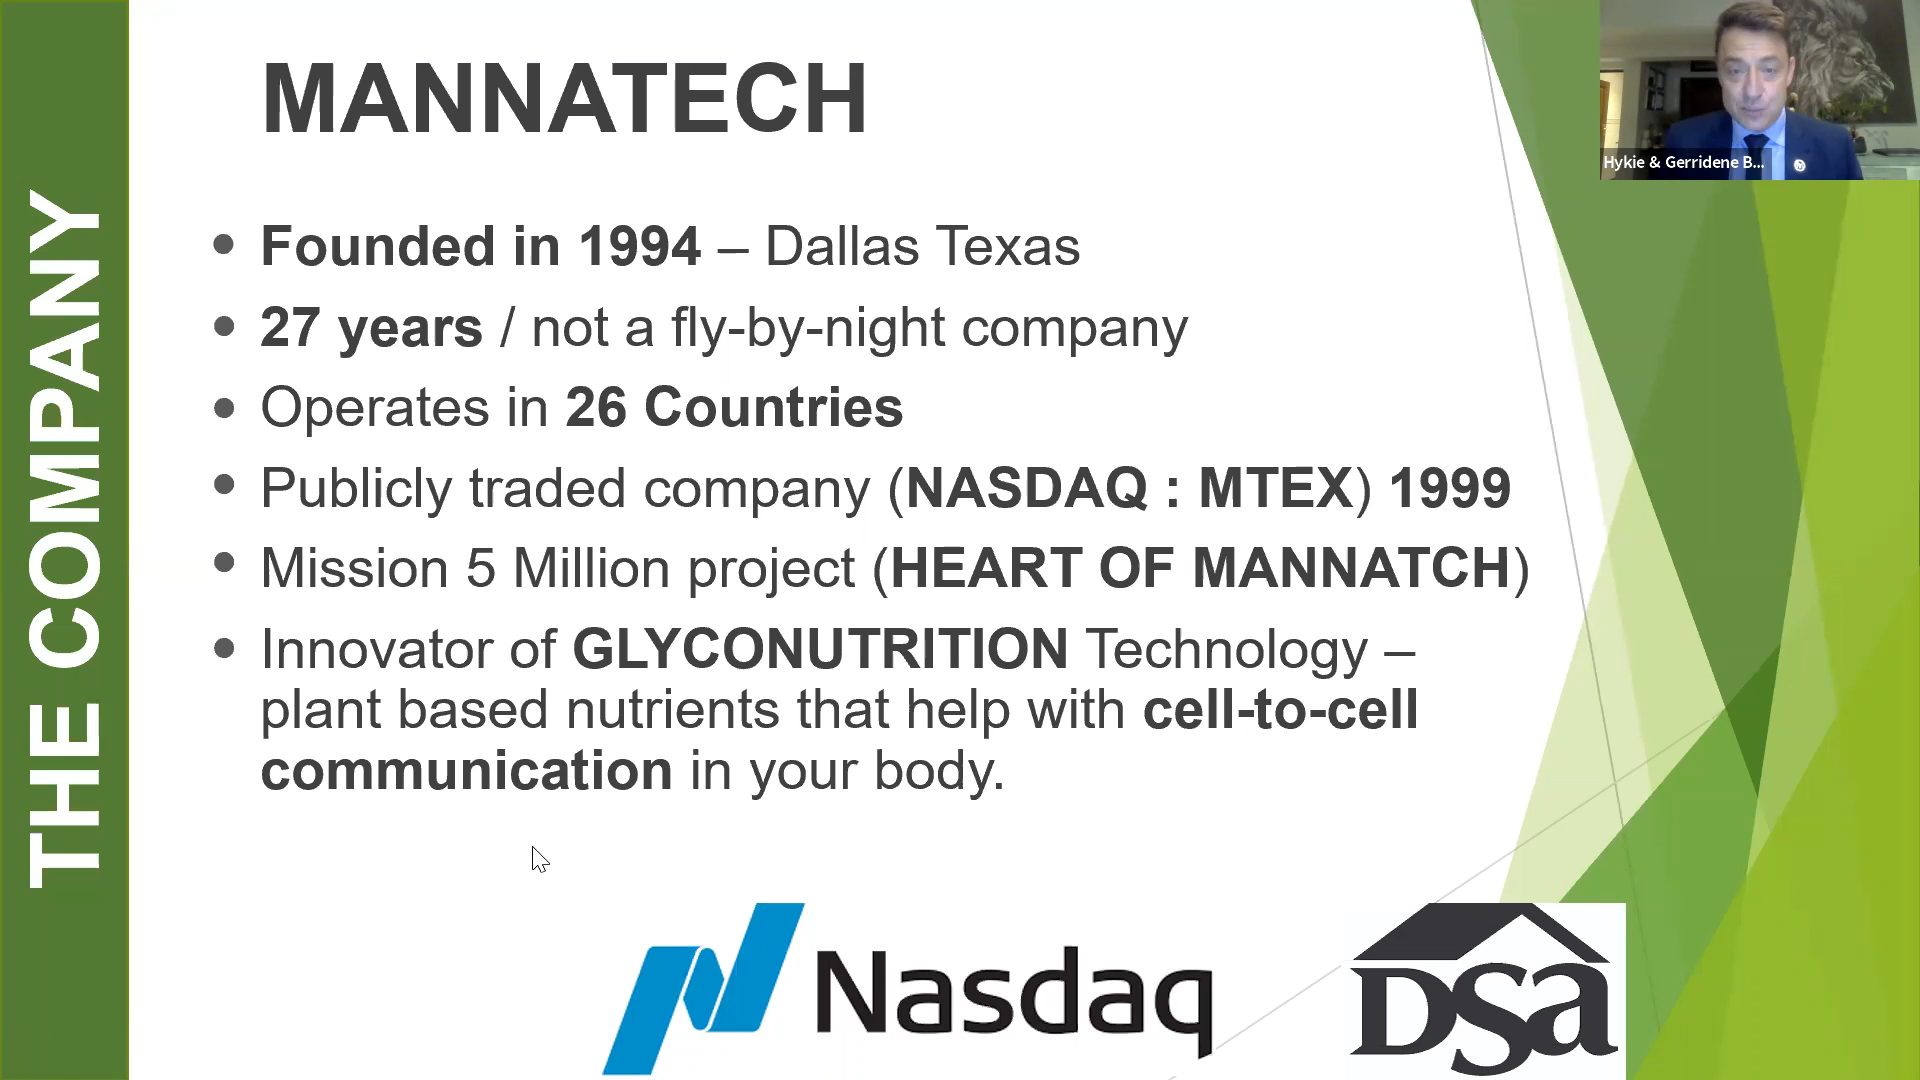 THE COMPANY
MANNATECH
• Founded in 1994 – Dallas Texas
• 27 years / not a fly-by-night company
• Operates in 26 Countries
• Publicly traded company (NASDAQ : MTEX) 1999
• Mission 5 Million project (HEART OF MANNATCH)
• Innovator of GLYCONUTRITION Technology –
plant based nutrients that help with cell-to-cell
communication in your body.
Nasdaq
DSa
Hykie & Gerridene B...